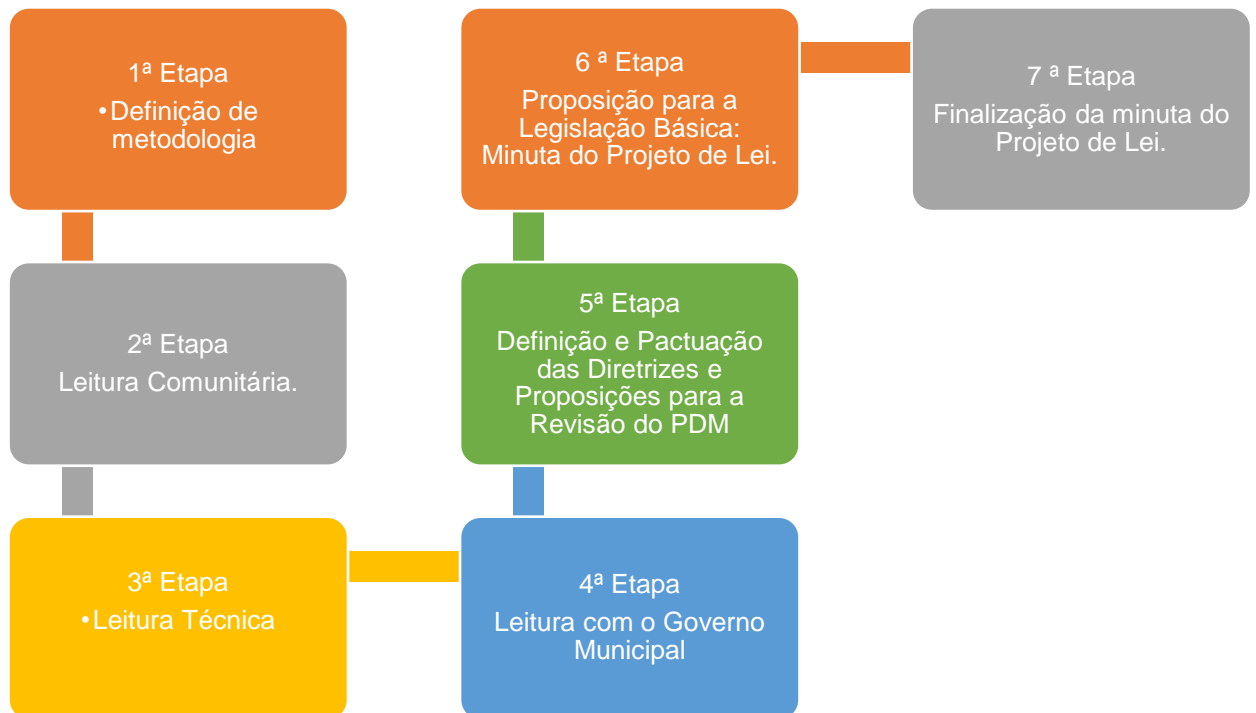 1ª Etapa
•Definição de
metodologia
2ª Etapa
Leitura Comunitária.
3ª Etapa
•Leitura Técnica
4ª Etapa
Leitura com o Governo
Municipal
5ª Etapa
Definição e Pactuação
das Diretrizes e
Proposições para a
Revisão do PDM
6 ª Etapa
Proposição para a
Legislação Básica:
Minuta do Projeto de Lei.
7 ª Etapa
Finalização da minuta do
Projeto de Lei.